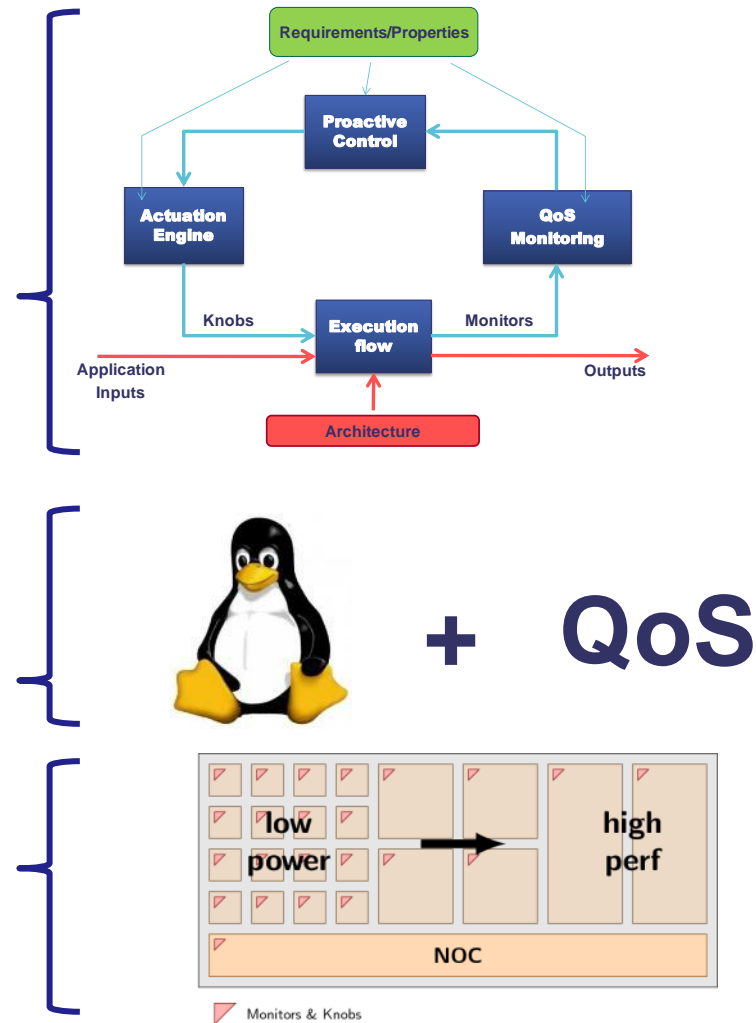 Requirements/Properties
Proactive
Control
Actuation
Engine
QoS
Monitoring
Knobs
Execution
flow
Monitors
Application
Inputs
Outputs
Architecture
+ QoS
low
power
high
perf
NOC
Monitors & Knobs